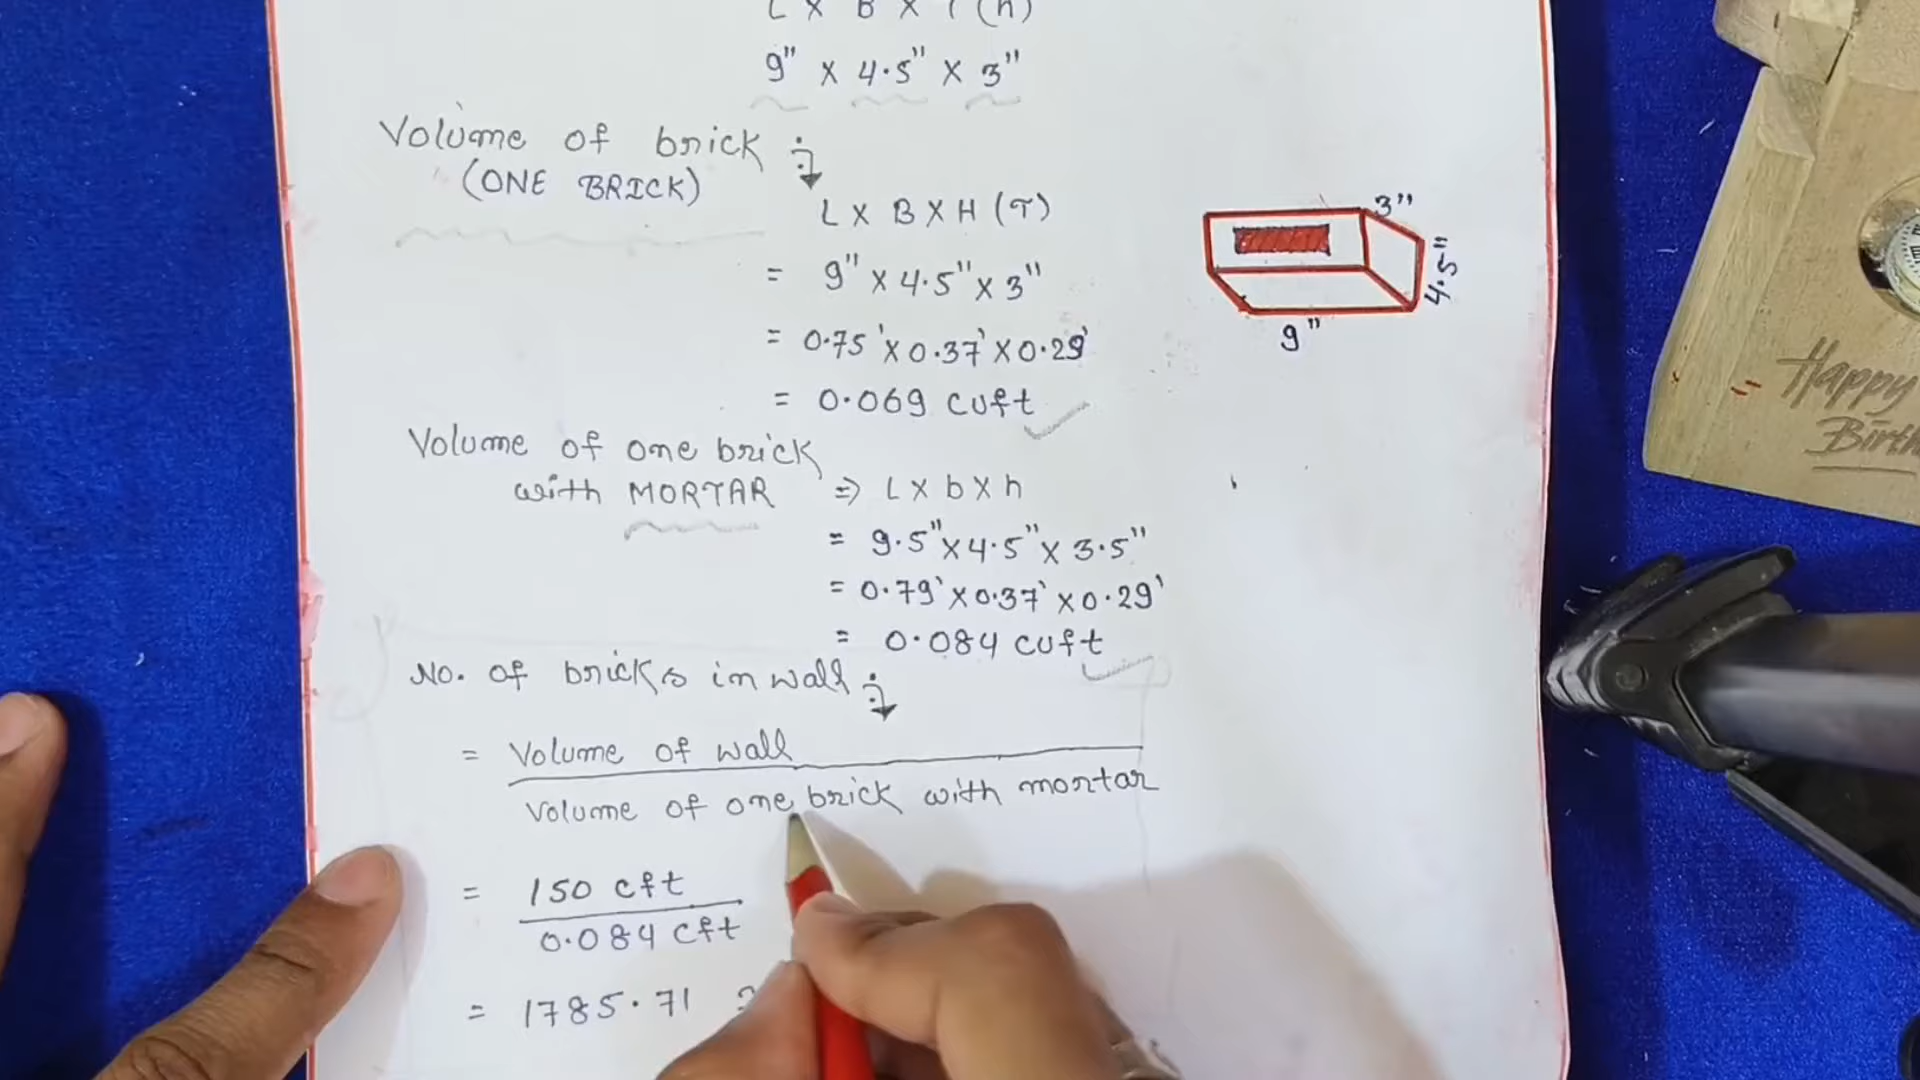 L X B X T (h)
9" X 4.5" X 3"
Volume of brick :
(ONE BRICK)
L X B X H (T)
= 9" X 4.5" X 3"
= 0.75' X 0.37' X 0.29'
= 0.069 cuft
Volume of one brick
with MORTAR => L X b X h
= 9.5" X 4.5" X 3.5"
= 0.79' X 0.37' X 0.29'
= 0.084 cuft
No. of bricks in wall :
= Volume of wall
Volume of one brick with mortar
= 150 cft
0.084 cft
= 1785.71
3"
4.5"
9"
Happy